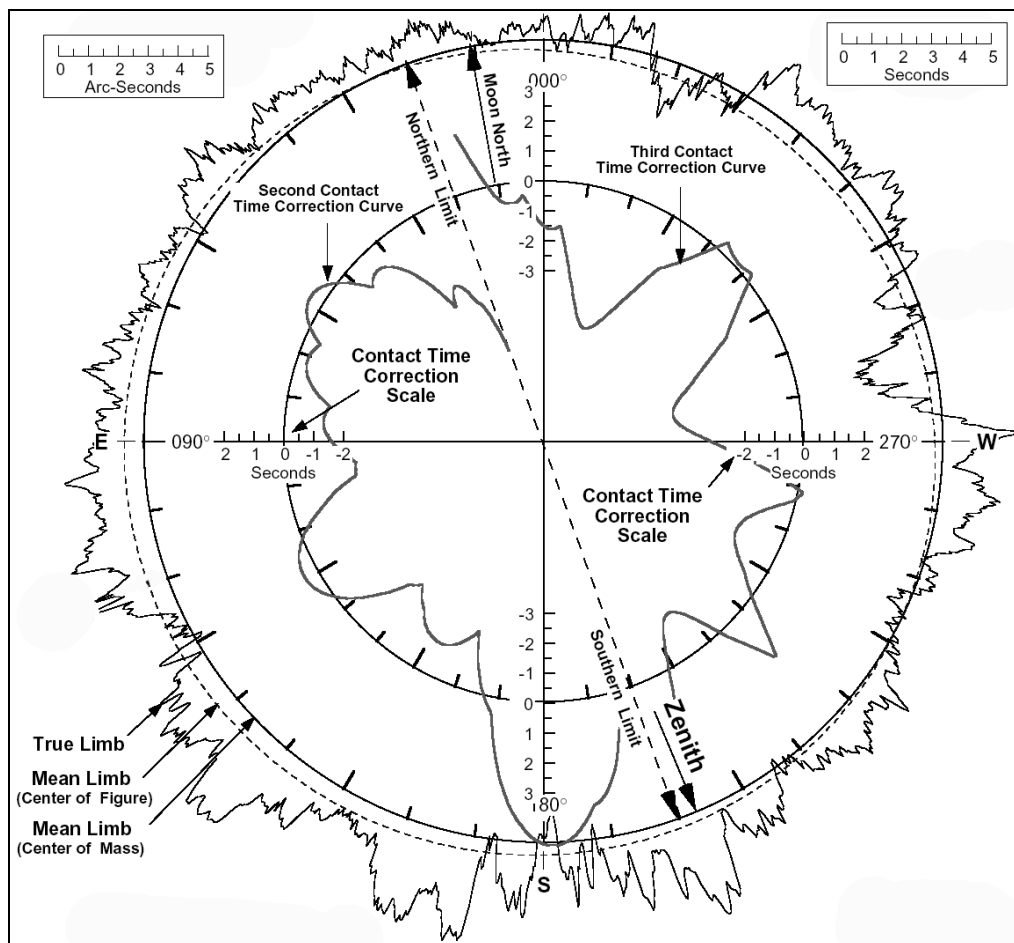 0 1 2 3 4 5
Arc-Seconds
0 1 2 3 4 5
Seconds
000°
Moon North
Northern Limit
3
2
1
0
-1
-2
-3
Second Contact
Time Correction Curve
Third Contact
Time Correction Curve
Contact Time
Correction
Scale
E
090°
2 1 0 -1 -2
Seconds
-2 -1 0 1 2
Seconds
270°
W
Contact Time
Correction
Scale
-3
-2
-1
0
1
2
3
Southern Limit
Zenith
True Limb
Mean Limb
(Center of Figure)
Mean Limb
(Center of Mass)
80°
S